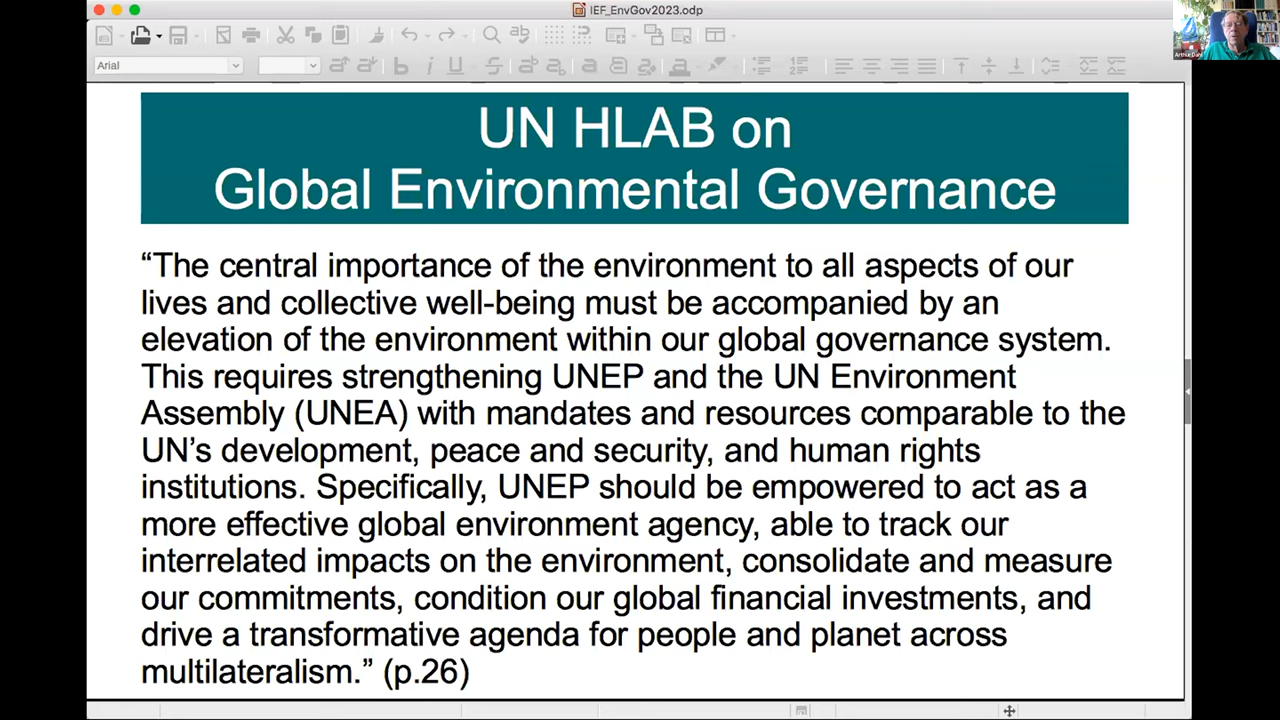 IEF_EnvGov2023.odp
Arial
UN HLAB on
Global Environmental Governance
“The central importance of the environment to all aspects of our
lives and collective well-being must be accompanied by an
elevation of the environment within our global governance system.
This requires strengthening UNEP and the UN Environment
Assembly (UNEA) with mandates and resources comparable to the
UN’s development, peace and security, and human rights
institutions. Specifically, UNEP should be empowered to act as a
more effective global environment agency, able to track our
interrelated impacts on the environment, consolidate and measure
our commitments, condition our global financial investments, and
drive a transformative agenda for people and planet across
multilateralism.” (p.26)